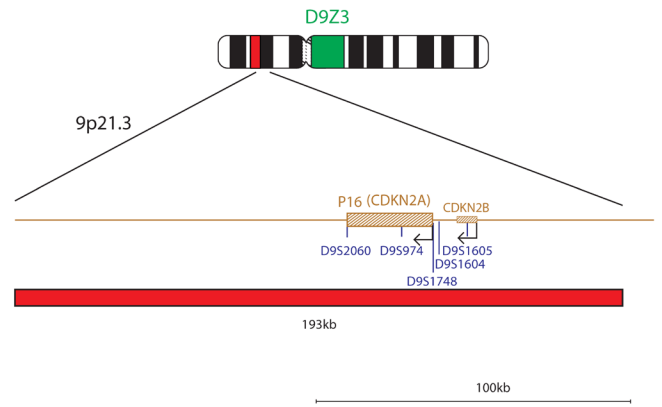 D9Z3
9p21.3
P16 (CDKN2A)
CDKN2B
D9S2060
D9S974
D9S1605
D9S1604
D9S1748
193kb
100kb